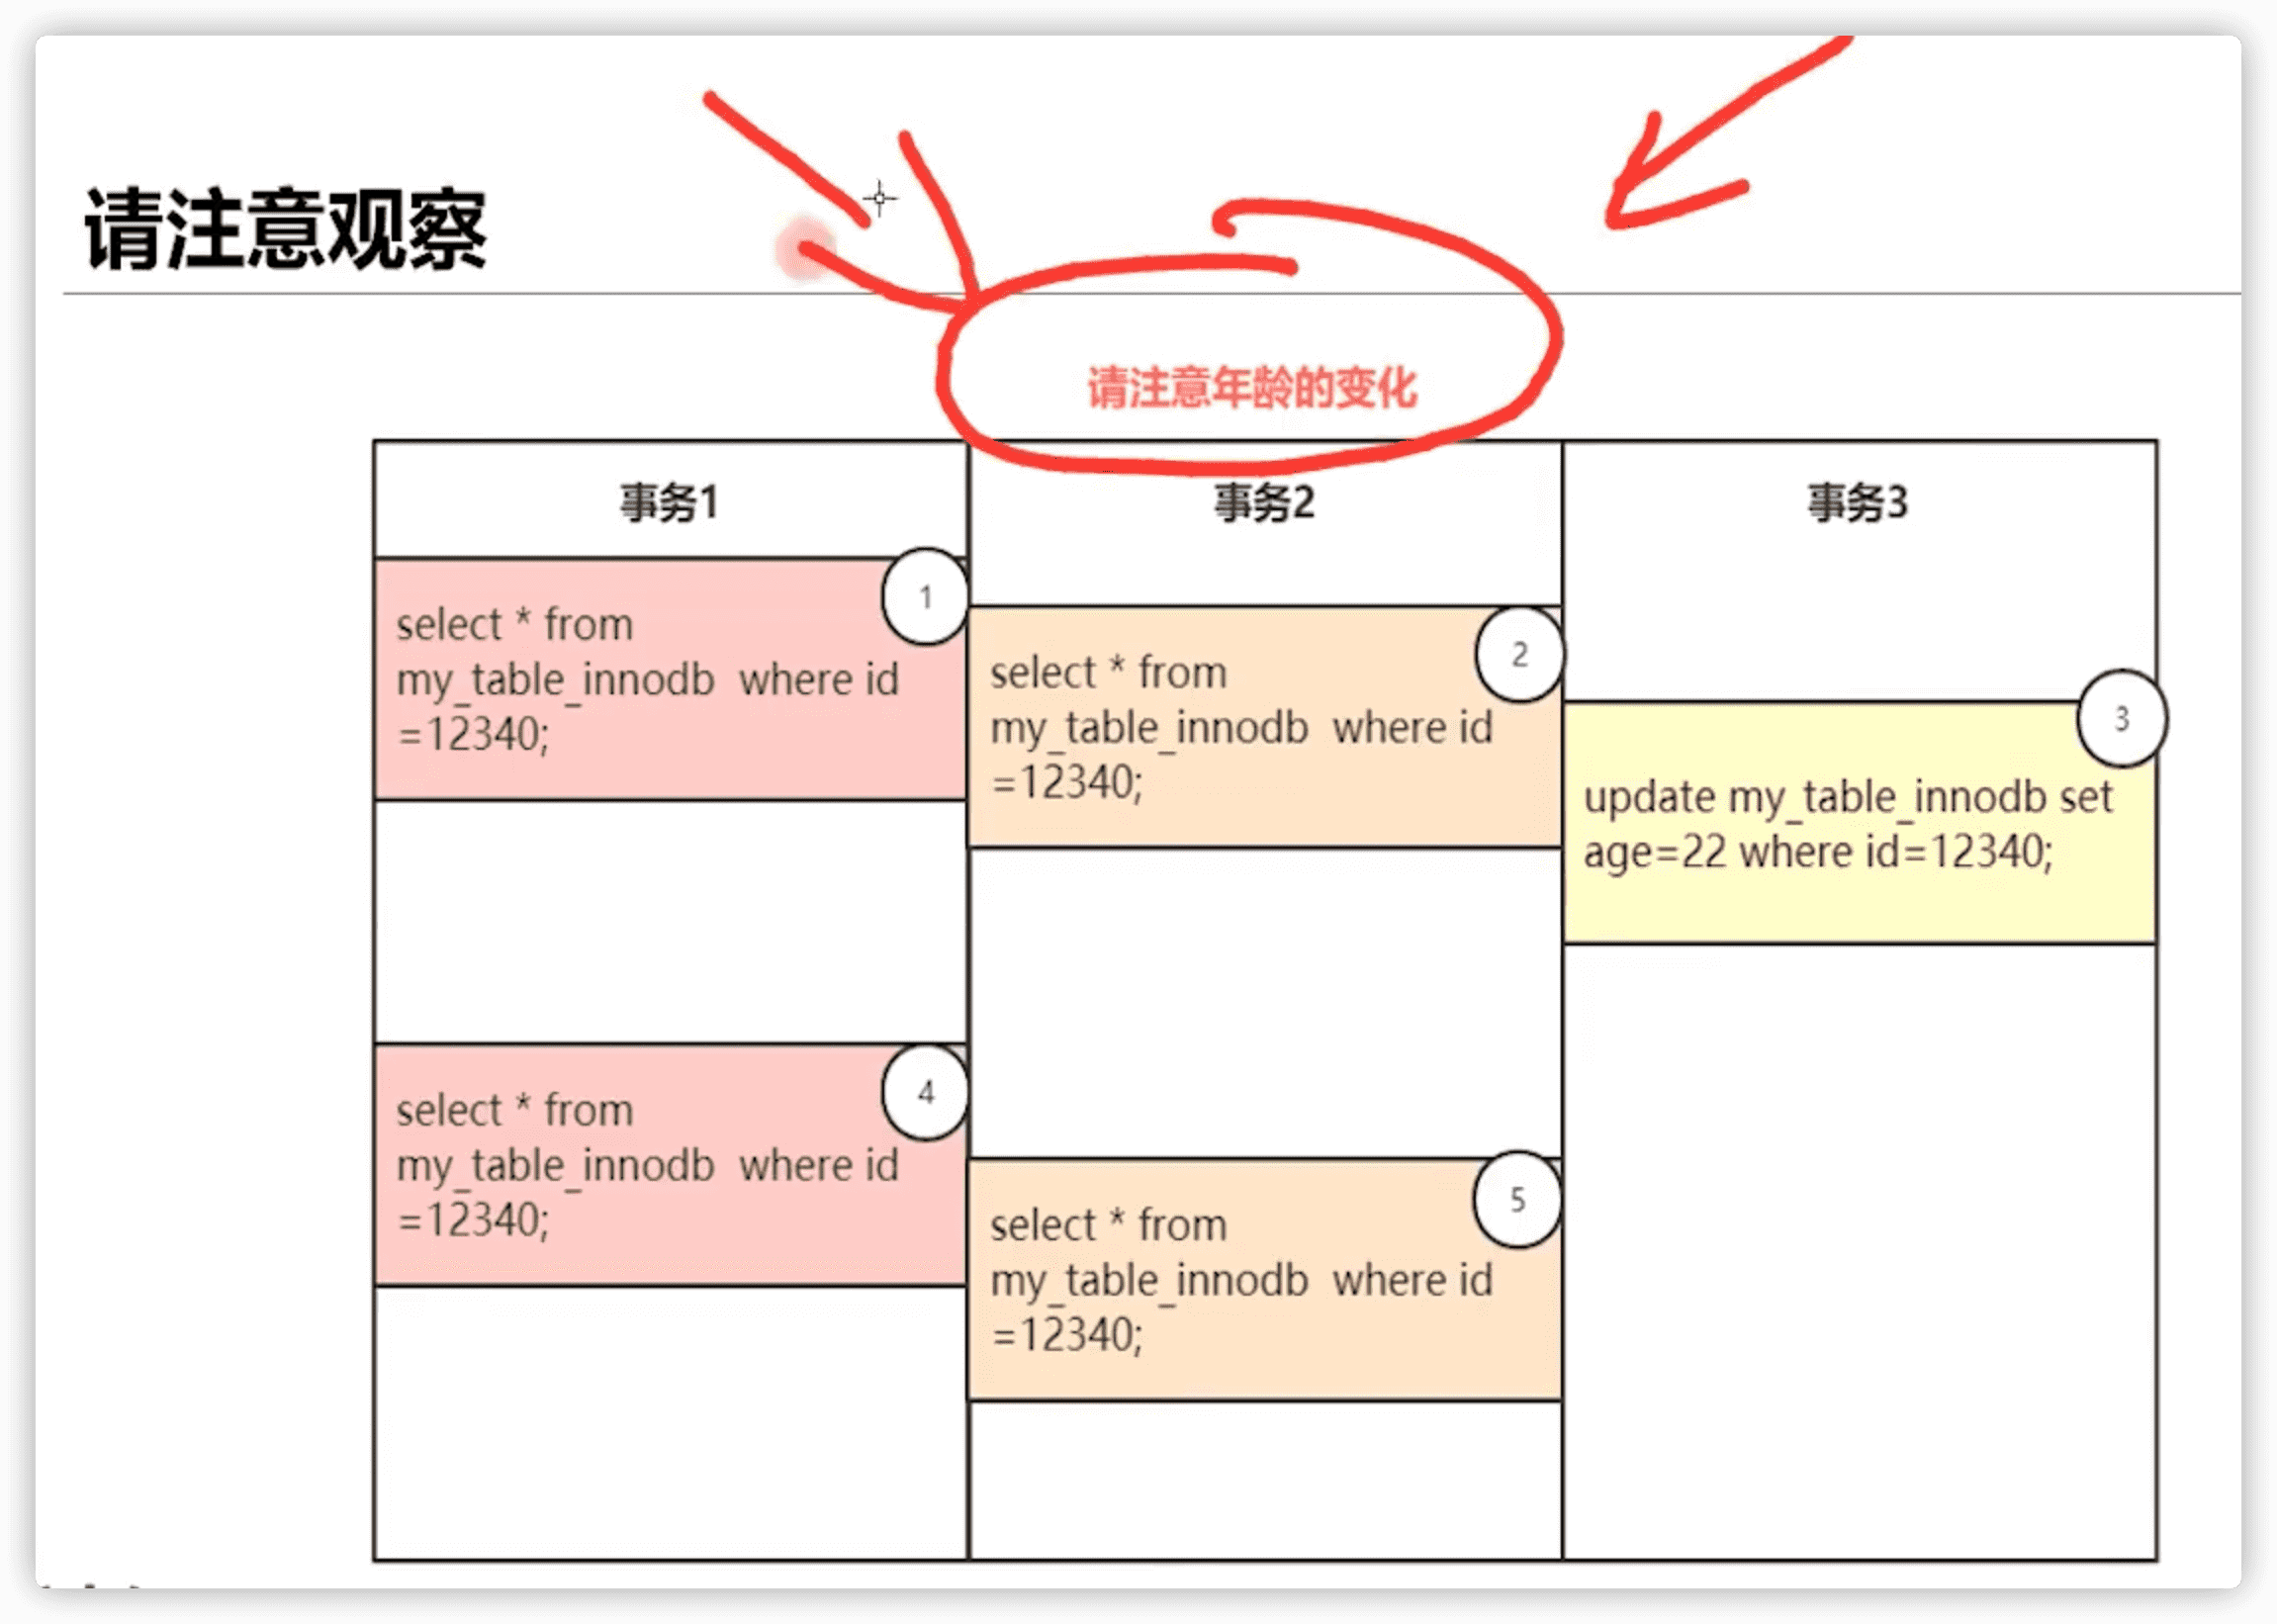 请注意观察
请注意年龄的变化
事务1
事务2
事务3
1
select * from
my_table_innodb where id
=12340;
2
select * from
my_table_innodb where id
=12340;
3
update my_table_innodb set
age=22 where id=12340;
4
select * from
my_table_innodb where id
=12340;
5
select * from
my_table_innodb where id
=12340;